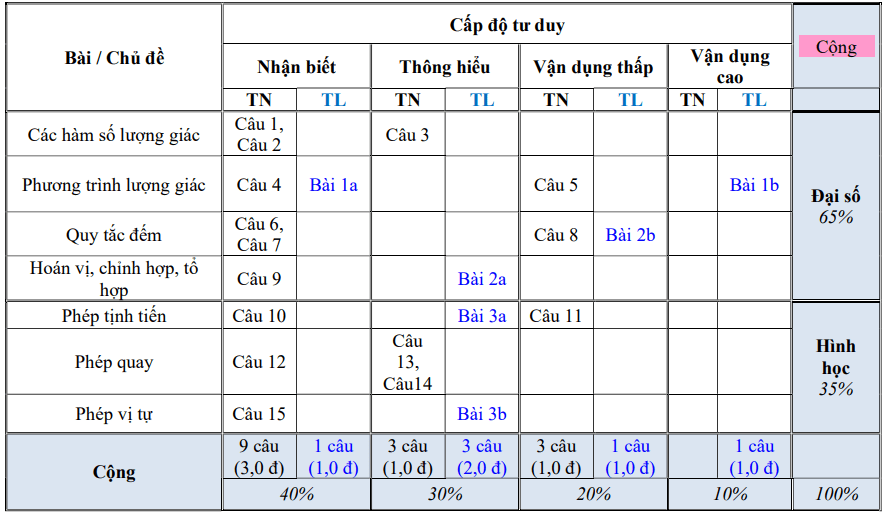 Bài / Chủ đề
Cấp độ tư duy
Cộng
Nhận biết
Thông hiểu
Vận dụng thấp
Vận dụng
cao
TN
TL
TN
TL
TN
TL
TN
TL
Các hàm số lượng giác
Câu 1,
Câu 2
Câu 3
Đại số
65%
Phương trình lượng giác
Câu 4
Bài 1a
Câu 5
Bài 1b
Quy tắc đếm
Câu 6,
Câu 7
Câu 8
Bài 2b
Hoán vị, chỉnh hợp, tổ
hợp
Câu 9
Bài 2a
Phép tịnh tiến
Câu 10
Bài 3a
Câu 11
Hình
học
35%
Phép quay
Câu 12
Câu
13,
Câu14
Phép vị tự
Câu 15
Bài 3b
Cộng
9 câu
(3,0 đ)
1 câu
(1,0 đ)
3 câu
(1,0 đ)
3 câu
(2,0 đ)
3 câu
(1,0 đ)
1 câu
(1,0 đ)
1 câu
(1,0 đ)
40%
30%
20%
10%
100%